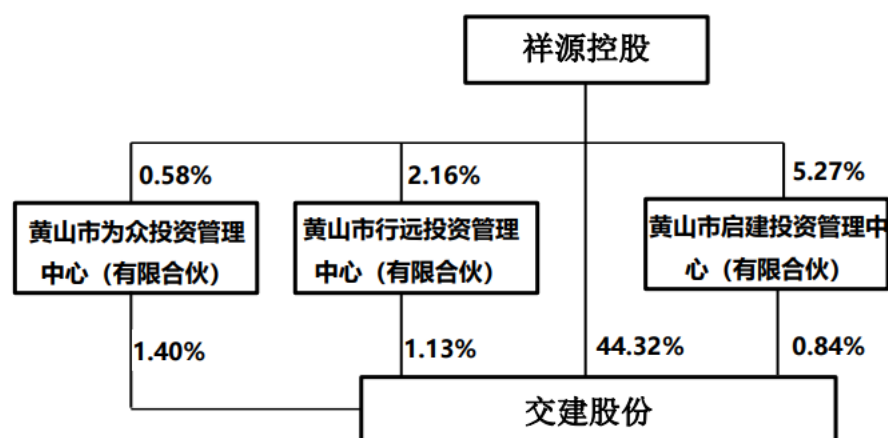 祥源控股
0.58%
2.16%
5.27%
黄山市为众投资管理
中心（有限合伙）
黄山市行远投资管理
中心（有限合伙）
黄山市启建投资管理中
心（有限合伙）
1.40%
1.13%
44.32%
0.84%
交建股份